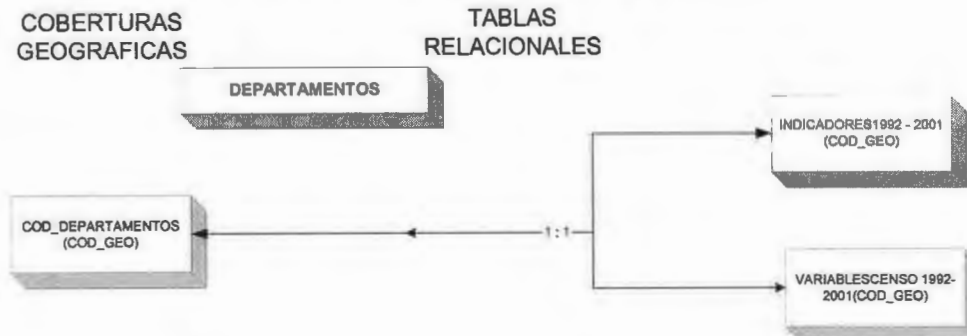 COBERTURAS
GEOGRAFICAS
TABLAS
RELACIONALES
DEPARTAMENTOS
INDICADORES1992 - 2001
(COD_GEO)
COD_DEPARTAMENTOS
(COD_GEO)
1:1
VARIABLESCENSO 1992-
2001(COD_GEO)